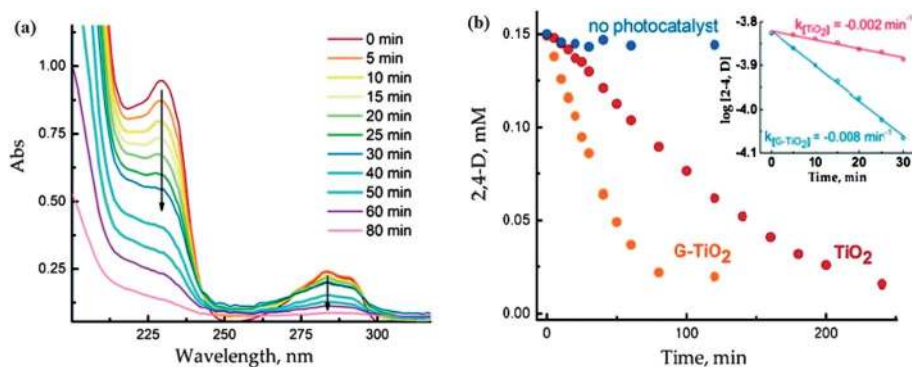 (a)
1.00
0.75
0.50
0.25
Abs
225
250
275
300
Wavelength, nm
0 min
5 min
10 min
15 min
20 min
25 min
30 min
40 min
50 min
60 min
80 min
(b)
0.20
0.15
0.10
0.05
0.00
2,4-D, mM
0
100
200
Time, min
no photocatalyst
G-TiO2
TiO2
k[TiO2] = -0.002 min-1
k[G-TiO2] = -0.008 min-1
-3.8
-3.9
-4.0
-4.1
log [2-4, D]
0
10
20
30
Time, min